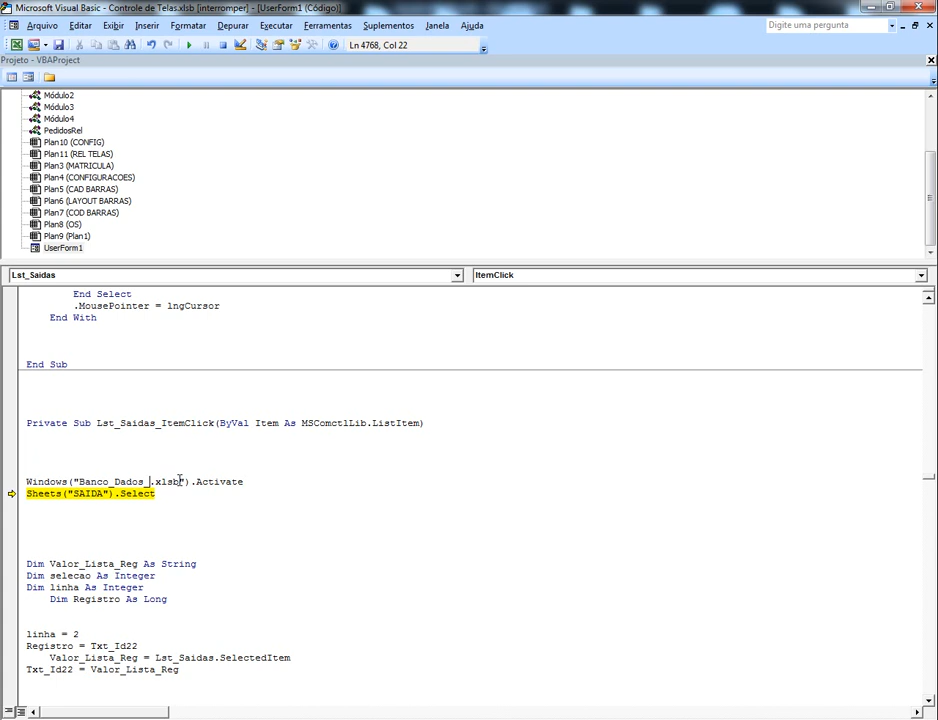 Microsoft Visual Basic - Controle de Telas.xlsb [interromper] - [UserForm1 (Código)]
Arquivo Editar Exibir Inserir Formatar Depurar Executar Ferramentas Suplementos Janela Ajuda
Digite uma pergunta
Ln 4768, Col 22
Projeto - VBAProject
Módulo2
Módulo3
Módulo4
PedidosRel
Plan10 (CONFIG)
Plan11 (REL TELAS)
Plan3 (MATRICULA)
Plan4 (CONFIGURACOES)
Plan5 (CAD BARRAS)
Plan6 (LAYOUT BARRAS)
Plan7 (COD BARRAS)
Plan8 (OS)
Plan9 (Plan1)
UserForm1
Lst_Saidas ItemClick
End Select
.MousePointer = lngCursor
End With
End Sub
Private Sub Lst_Saidas_ItemClick(ByVal Item As MSComctlLib.ListItem)
Windows("Banco_Dados_.xlsb").Activate
Sheets("SAIDA").Select
Dim Valor_Lista_Reg As String
Dim selecao As Integer
Dim linha As Integer
Dim Registro As Long
linha = 2
Registro = Txt_Id22
Valor_Lista_Reg = Lst_Saidas.SelectedItem
Txt_Id22 = Valor_Lista_Reg